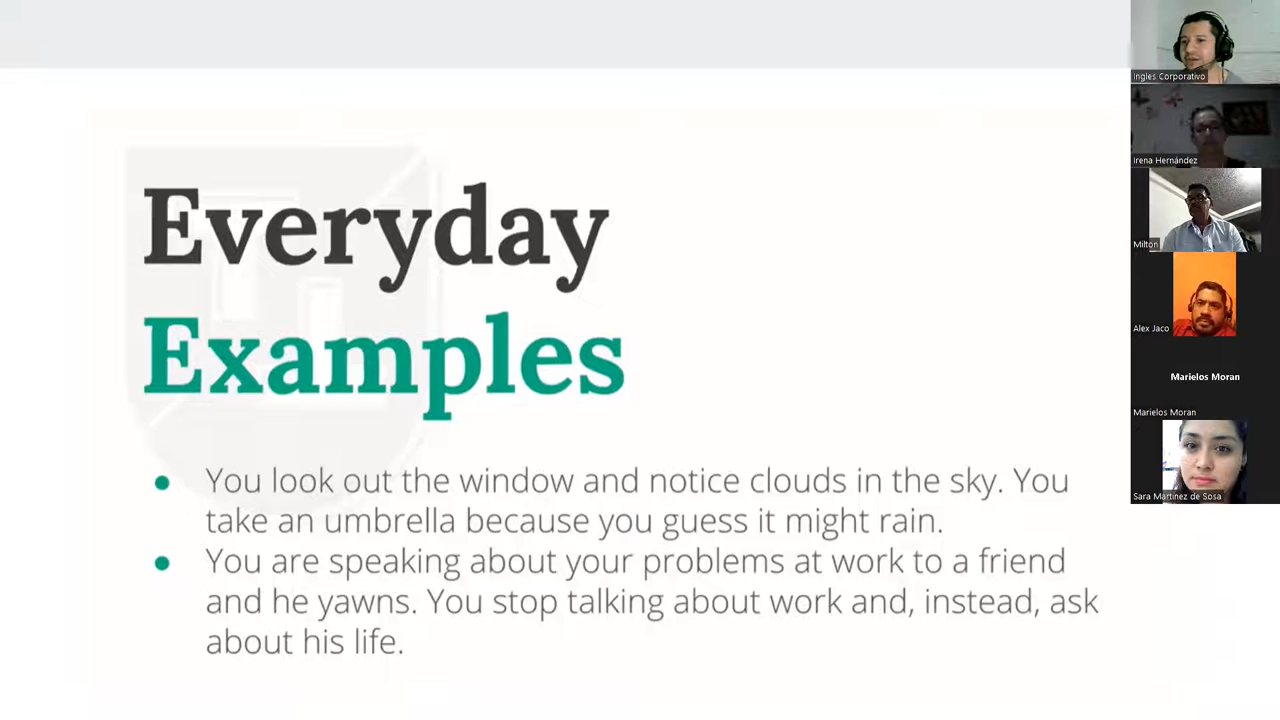 Everyday
Examples
● You look out the window and notice clouds in the sky. You
take an umbrella because you guess it might rain.
● You are speaking about your problems at work to a friend
and he yawns. You stop talking about work and, instead, ask
about his life.
Ingles Corporativo
Irena Hernández
Milton
Alex Jaco
Marielos Moran
Marielos Moran
Sara Martinez de Sosa